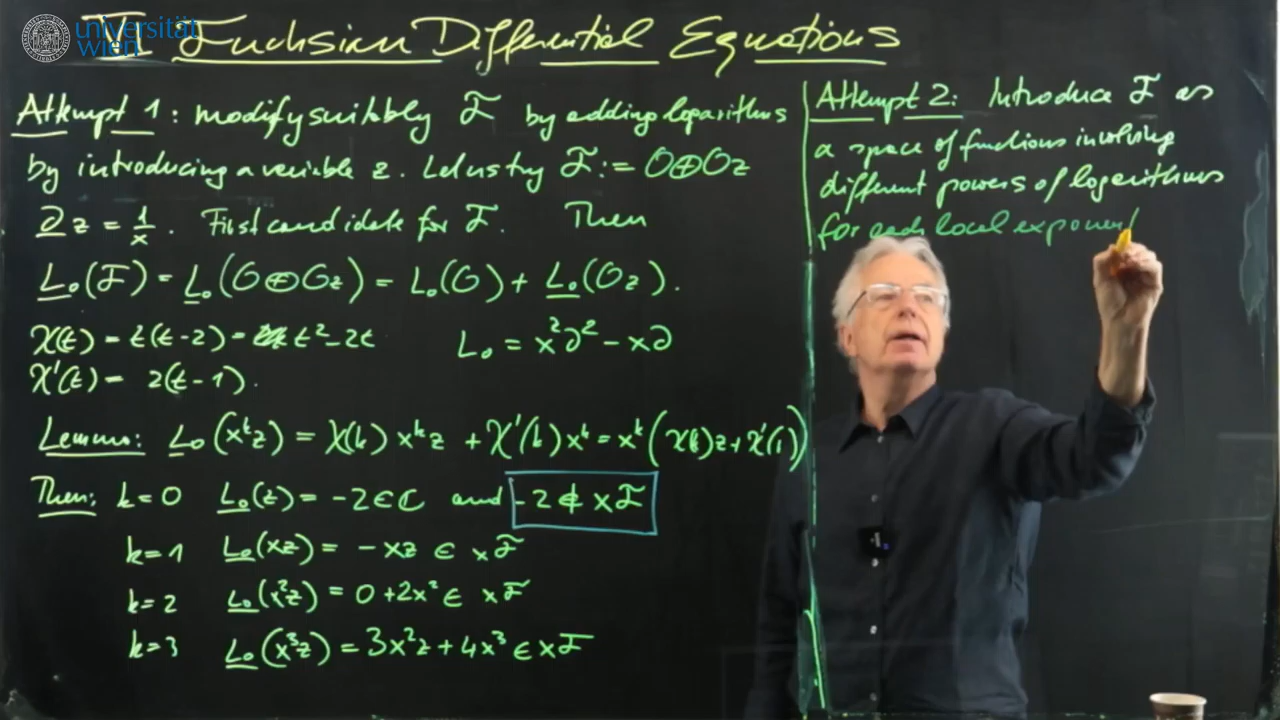 universität wien
II Fuchsian Differential Equations
Attempt 1: modify suitably ℱ by adding logarithms
by introducing a variable z. Let us try ℱ := O⊕Oz
∂z = 1/x. First candidate for ℱ. Then
L₀(ℱ) = L₀(O⊕Oz) = L₀(O) + L₀(Oz).
χ(t) = t(t-2) = t² - 2t L₀ = x²∂² - x∂
χ'(t) = 2(t-1).
Lemma: L₀(xᵏz) = χ(k) xᵏz + χ'(k)xᵏ = xᵏ(χ(k)z + χ'(k))
Then: k=0 L₀(z) = -2 ∈ ℂ and -2 ∉ xℱ
k=1 L₀(xz) = -xz ∈ xℱ
k=2 L₀(x²z) = 0 + 2x² ∈ xℱ
k=3 L₀(x³z) = 3x²z + 4x³ ∈ xℱ
Attempt 2: Introduce ℱ as
a space of functions involving
different powers of logarithms
for each local exponent